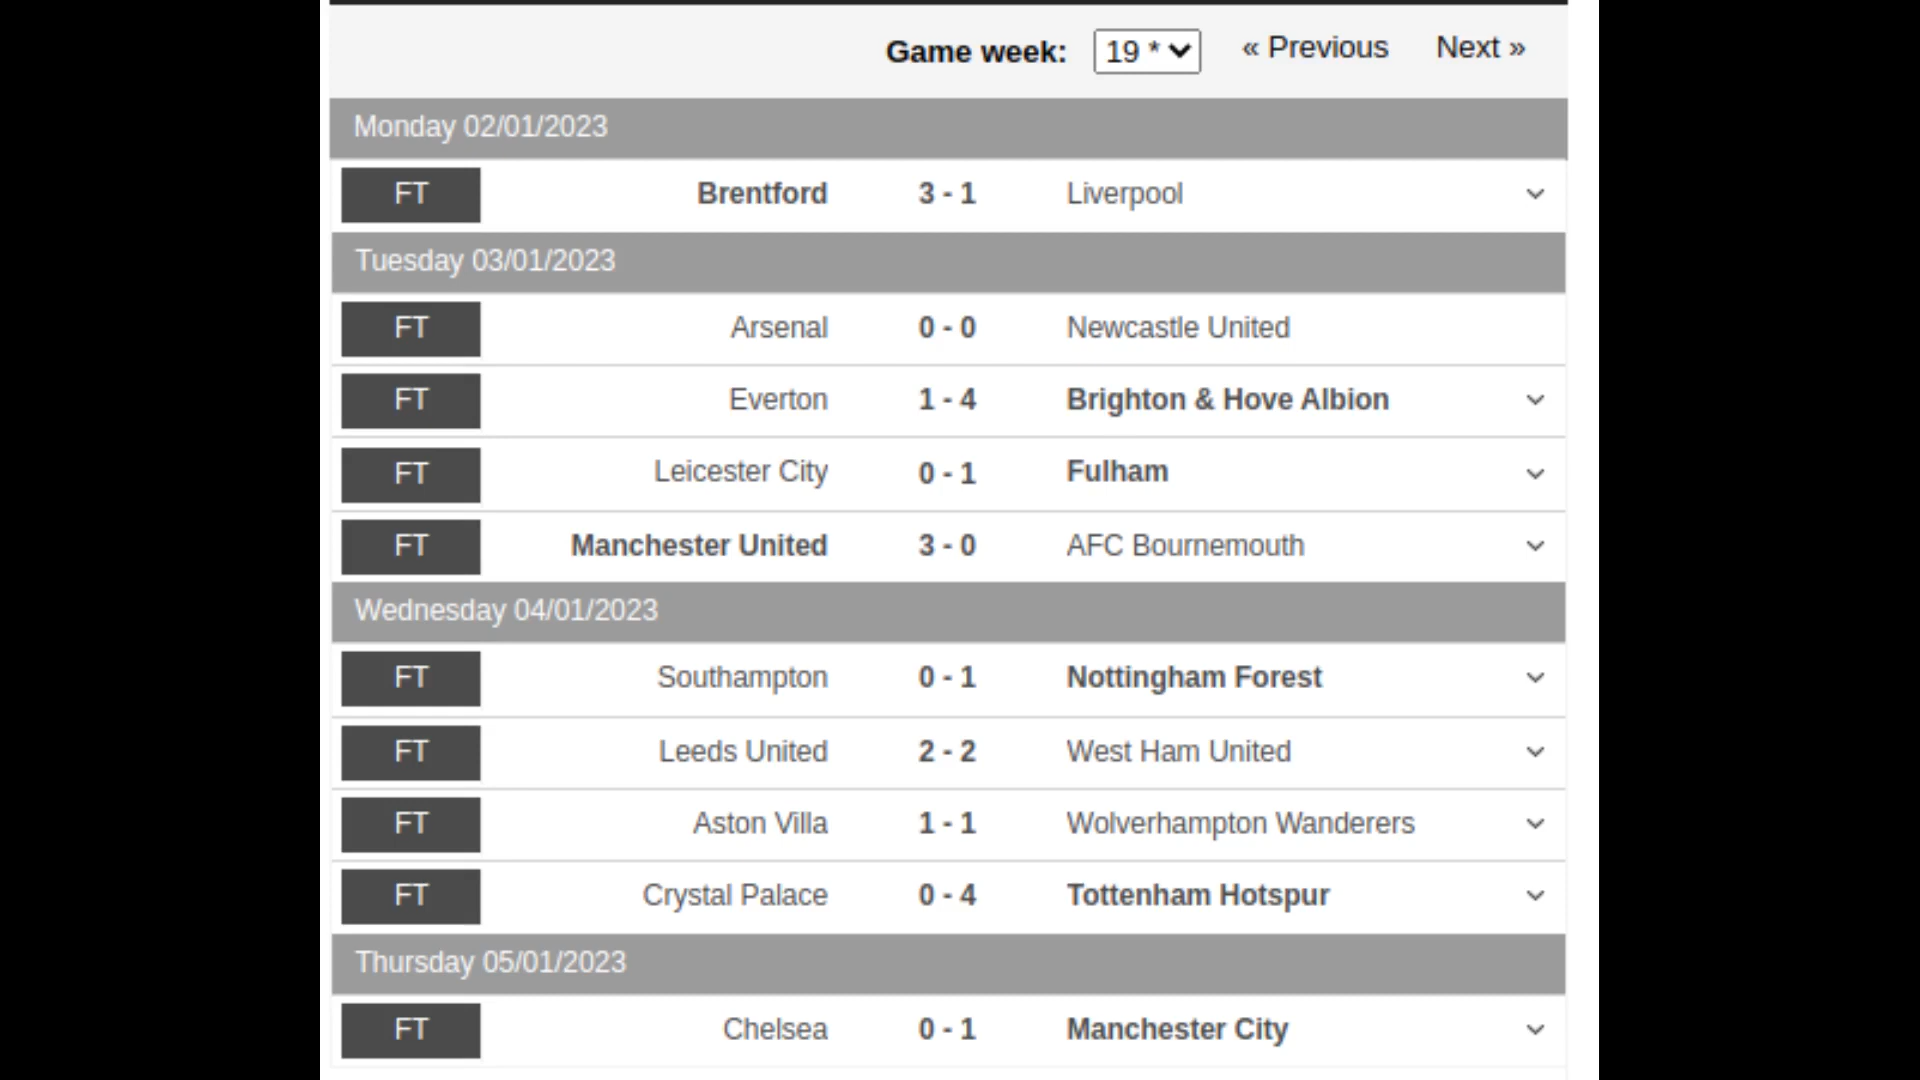 Game week: 19 * « Previous Next »
Monday 02/01/2023
FT Brentford 3 - 1 Liverpool
Tuesday 03/01/2023
FT Arsenal 0 - 0 Newcastle United
FT Everton 1 - 4 Brighton & Hove Albion
FT Leicester City 0 - 1 Fulham
FT Manchester United 3 - 0 AFC Bournemouth
Wednesday 04/01/2023
FT Southampton 0 - 1 Nottingham Forest
FT Leeds United 2 - 2 West Ham United
FT Aston Villa 1 - 1 Wolverhampton Wanderers
FT Crystal Palace 0 - 4 Tottenham Hotspur
Thursday 05/01/2023
FT Chelsea 0 - 1 Manchester City